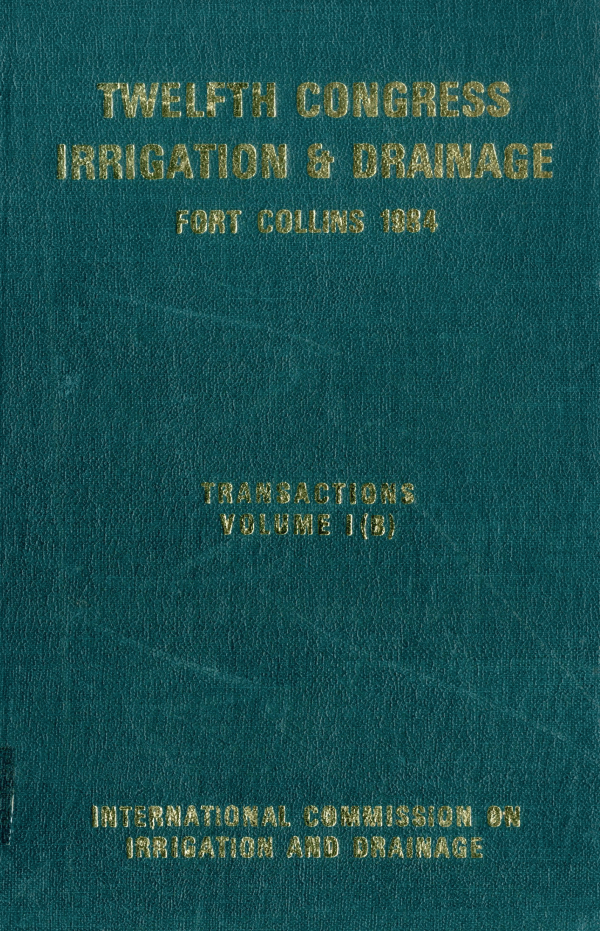 TWELFTH CONGRESS
IRRIGATION & DRAINAGE
FORT COLLINS 1984
TRANSACTIONS
VOLUME I (B)
INTERNATIONAL COMMISSION ON
IRRIGATION AND DRAINAGE